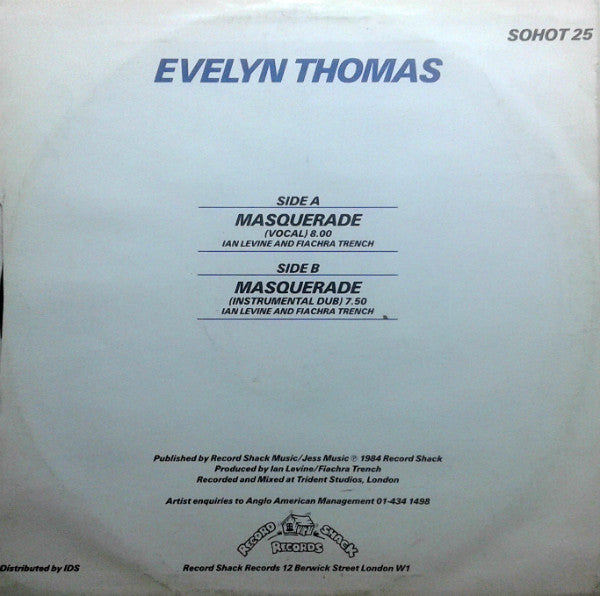 SOHOT 25
EVELYN THOMAS
SIDE A
MASQUERADE
(VOCAL) 8.00
IAN LEVINE AND FIACHRA TRENCH
SIDE B
MASQUERADE
(INSTRUMENTAL DUB) 7.50
IAN LEVINE AND FIACHRA TRENCH
Published by Record Shack Music/Jess Music ℗ 1984 Record Shack
Produced by Ian Levine/Fiachra Trench
Recorded and Mixed at Trident Studios, London
Artist enquiries to Anglo American Management 01-434 1498
RECORD SHACK
RECORDS
Distributed by IDS
Record Shack Records 12 Berwick Street London W1